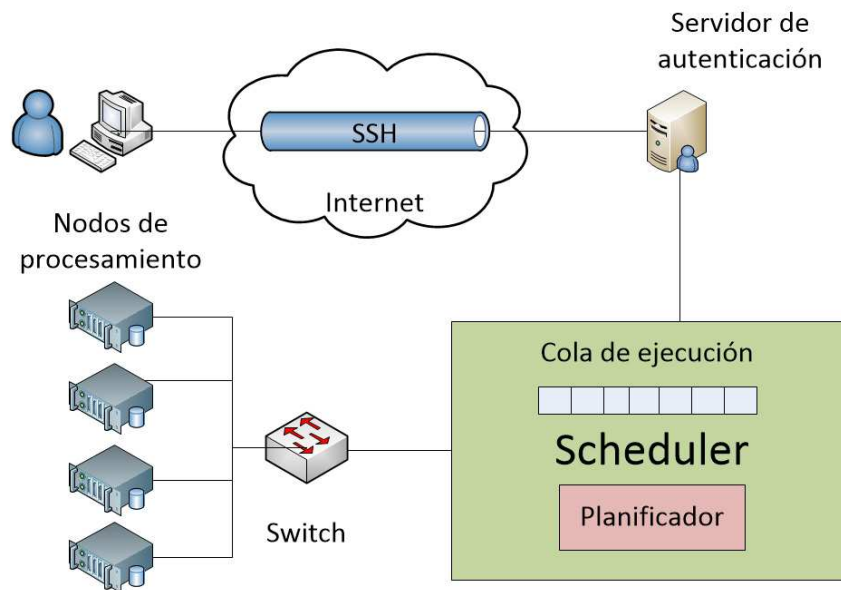 Servidor de
autenticación
SSH
Internet
Nodos de
procesamiento
Cola de ejecución
Scheduler
Planificador
Switch